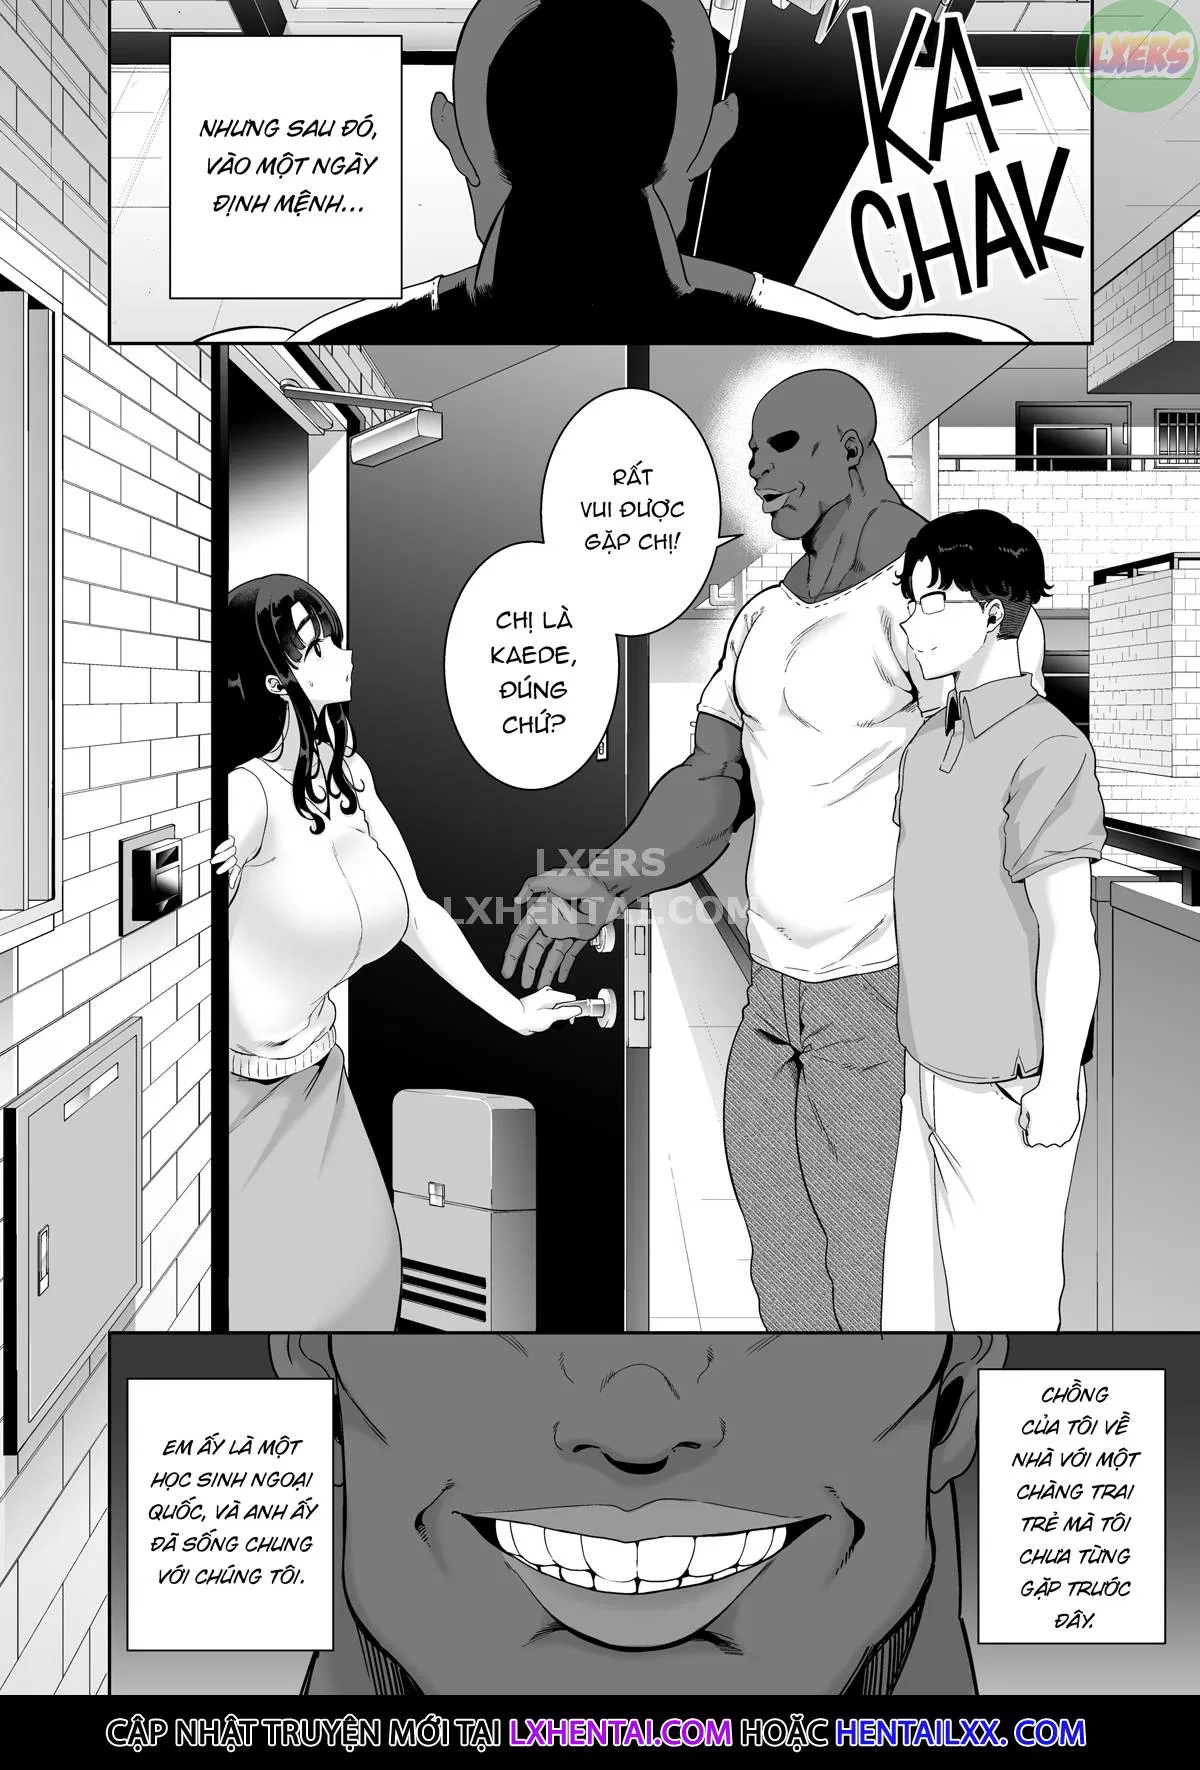 LXERS
KA-
CHAK
NHƯNG SAU ĐÓ,
VÀO MỘT NGÀY
ĐỊNH MỆNH...
RẤT
VUI ĐƯỢC
GẶP CHỊ!
CHỊ LÀ
KAEDE,
ĐÚNG
CHỨ?
LXERS
LXHENTAI.COM
CHỒNG
CỦA TÔI VỀ
NHÀ VỚI MỘT
CHÀNG TRAI
TRẺ MÀ TÔI
CHƯA TỪNG
GẶP TRƯỚC
ĐÂY.
EM ẤY LÀ MỘT
HỌC SINH NGOẠI
QUỐC, VÀ ANH ẤY
ĐÃ SỐNG CHUNG
VỚI CHÚNG TÔI.
CẬP NHẬT TRUYỆN MỚI TẠI LXHENTAI.COM HOẶC HENTAILXX. COM